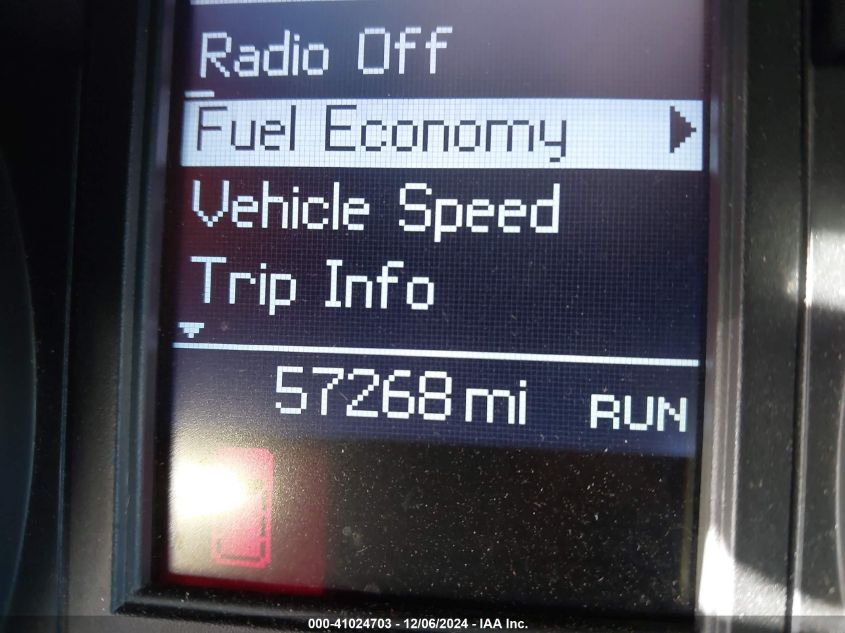 Radio Off
Fuel Economy
Vehicle Speed
Trip Info
57268 mi RUN
000-41024703 - 12/06/2024 - IAA Inc.